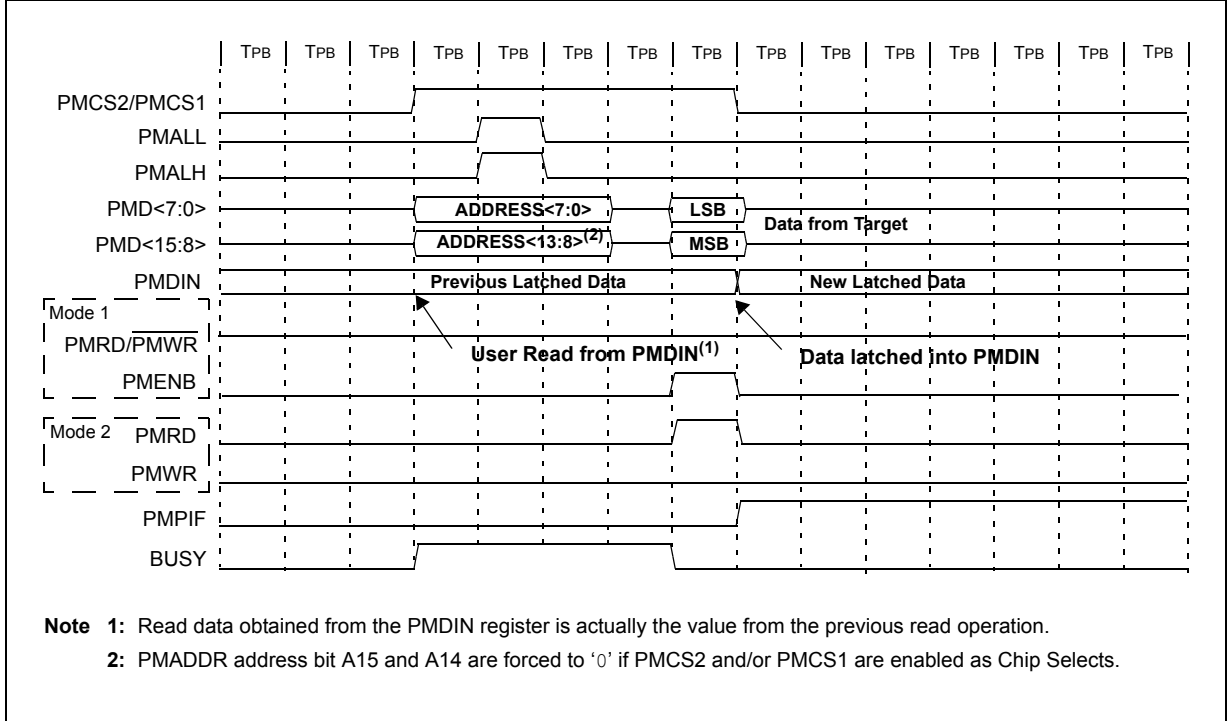 TPB TPB TPB TPB TPB TPB TPB TPB TPB TPB TPB TPB TPB TPB TPB
PMCS2/PMCS1
PMALL
PMALH
PMD<7:0> ADDRESS<7:0> LSB
Data from Target
PMD<15:8> ADDRESS<13:8>(2) MSB
PMDIN Previous Latched Data New Latched Data
Mode 1
PMRD/PMWR
User Read from PMDIN(1) Data latched into PMDIN
PMENB
Mode 2 PMRD
PMWR
PMPIF
BUSY
Note 1: Read data obtained from the PMDIN register is actually the value from the previous read operation.
2: PMADDR address bit A15 and A14 are forced to ‘0’ if PMCS2 and/or PMCS1 are enabled as Chip Selects.